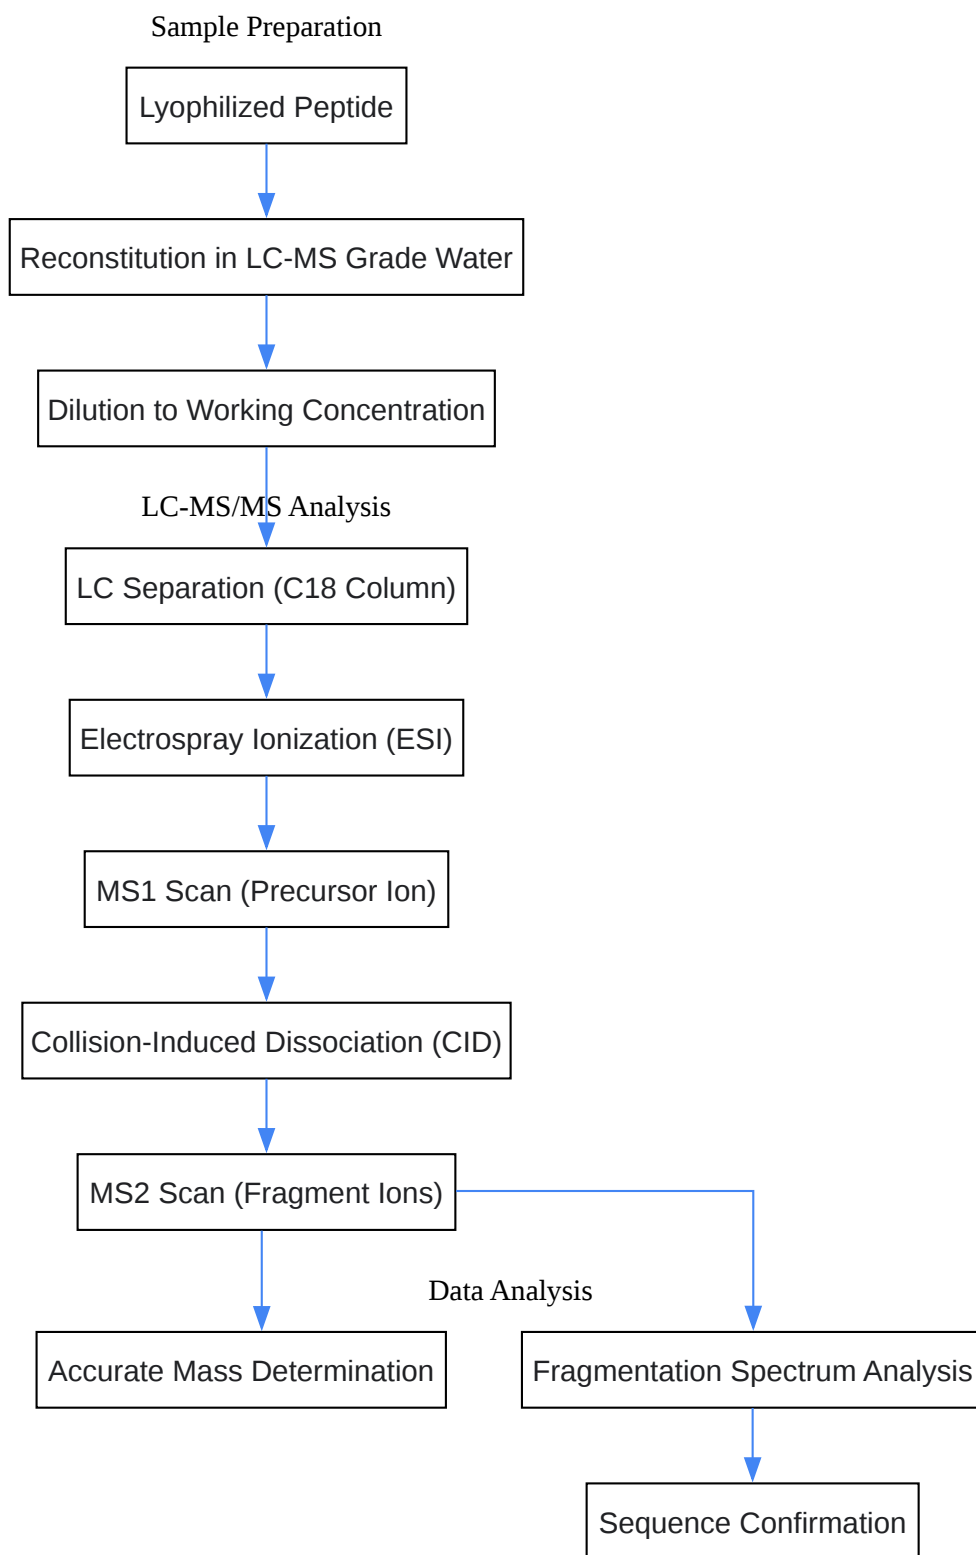 Sample Preparation
Lyophilized Peptide
Reconstitution in LC-MS Grade Water
Dilution to Working Concentration
LC-MS/MS Analysis
LC Separation (C18 Column)
Electrospray Ionization (ESI)
MS1 Scan (Precursor Ion)
Collision-Induced Dissociation (CID)
MS2 Scan (Fragment Ions)
Data Analysis
Accurate Mass Determination
Fragmentation Spectrum Analysis
Sequence Confirmation